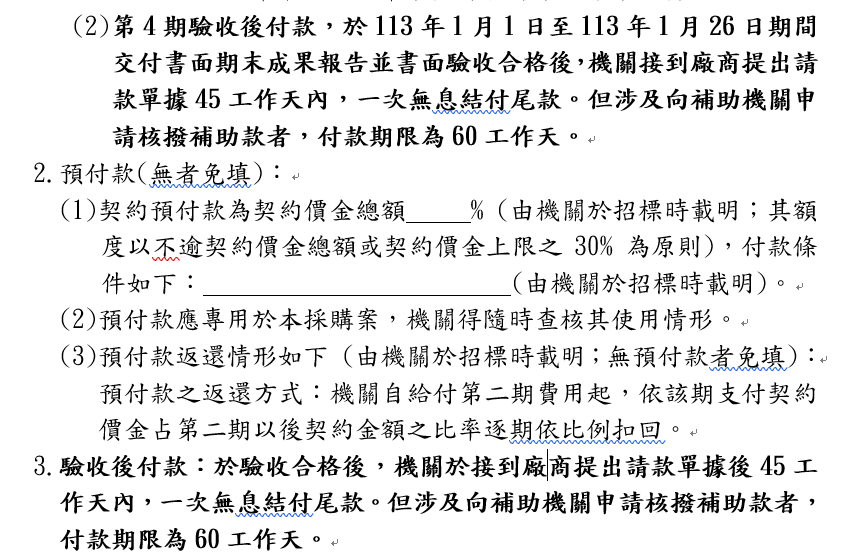 (2)第 4 期驗收後付款，於 113 年 1 月 1 日至 113 年 1 月 26 日期間
交付書面期末成果報告並書面驗收合格後，機關接到廠商提出請
款單據 45 工作天內，一次無息結付尾款。但涉及向補助機關申
請核撥補助款者，付款期限為 60 工作天。
2. 預付款(無者免填)：
(1)契約預付款為契約價金總額_____%（由機關於招標時載明；其額
度以不逾契約價金總額或契約價金上限之 30% 為原則)，付款條
件如下：________________________(由機關於招標時載明)。
(2)預付款應專用於本採購案，機關得隨時查核其使用情形。
(3)預付款返還情形如下（由機關於招標時載明；無預付款者免填)：
預付款之返還方式：機關自給付第二期費用起，依該期支付契約
價金占第二期以後契約金額之比率逐期依比例扣回。
3. 驗收後付款：於驗收合格後，機關於接到廠商提出請款單據後 45 工
作天內，一次無息結付尾款。但涉及向補助機關申請核撥補助款者，
付款期限為 60 工作天。